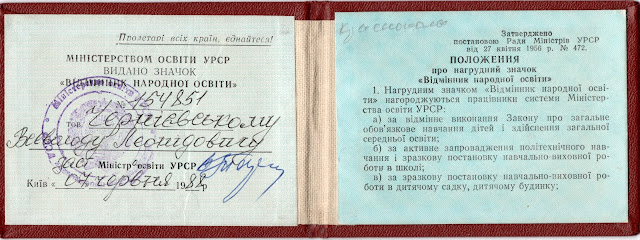 Пролетарі всіх країн, єднайтеся!
МІНІСТЕРСТВОМ ОСВІТИ УРСР
ВИДАНО ЗНАЧОК
«ВІДМІННИК НАРОДНОЇ ОСВІТИ»
№ 154851
тов.
Леонідовичу
Міністр освіти УРСР
Київ «07» червня 1982р
Затверджено
постановою Ради Міністрів УРСР
від 27 квітня 1956 р. № 472.
ПОЛОЖЕННЯ
про нагрудний значок
«Відмінник народної освіти»
1. Нагрудним значком «Відмінник народної осві-
ти» нагороджуються працівники системи Міністер-
ства освіти УРСР:
а) за відмінне виконання Закону про загальне
обов'язкове навчання дітей і здійснення загальної
середньої освіти;
б) за активне запровадження політехнічного нав-
чання і зразкову постановку навчально-виховної ро-
боти в школі;
в) за зразкову постановку навчально-виховної ро-
боти в дитячому садку, дитячому будинку;